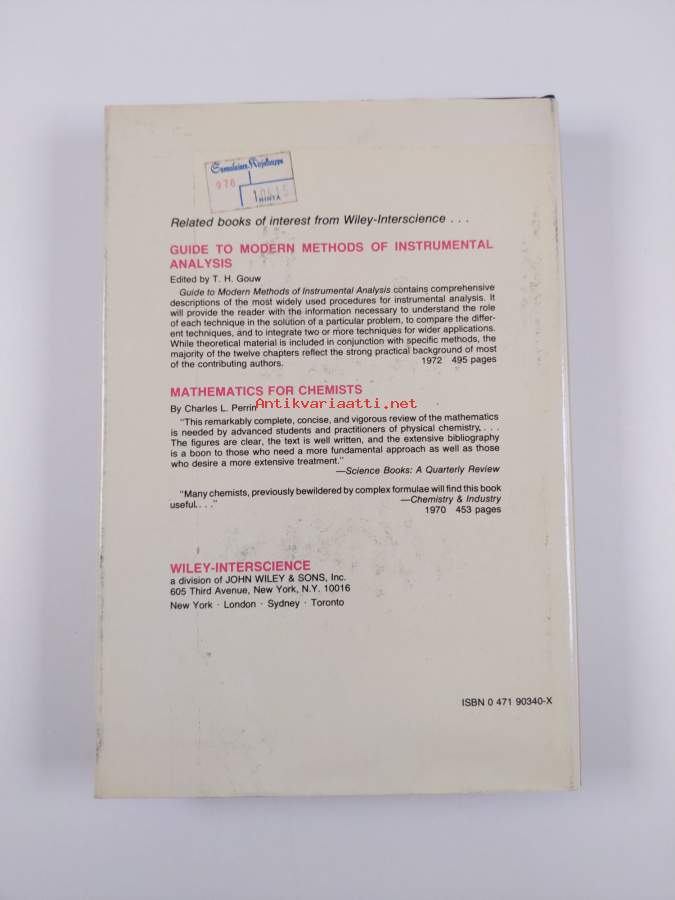 Suomalainen Kirjakauppa
976
HINTA
Related books of interest from Wiley-Interscience . . .
GUIDE TO MODERN METHODS OF INSTRUMENTAL
ANALYSIS
Edited by T. H. Gouw
Guide to Modern Methods of Instrumental Analysis contains comprehensive
descriptions of the most widely used procedures for instrumental analysis. It
will provide the reader with the information necessary to understand the role
of each technique in the solution of a particular problem, to compare the differ-
ent techniques, and to integrate two or more techniques for wider applications.
While theoretical material is included in conjunction with specific methods, the
majority of the twelve chapters reflect the strong practical background of most
of the contributing authors. 1972 495 pages
MATHEMATICS FOR CHEMISTS
Antikvariaatti.net
By Charles L. Perrin
"This remarkably complete, concise, and vigorous review of the mathematics
is needed by advanced students and practitioners of physical chemistry, . . .
The figures are clear, the text is well written, and the extensive bibliography
is a boon to those who need a more fundamental approach as well as those
who desire a more extensive treatment."
—Science Books: A Quarterly Review
"Many chemists, previously bewildered by complex formulae will find this book
useful. . . ." —Chemistry & Industry
1970 453 pages
WILEY-INTERSCIENCE
a division of JOHN WILEY & SONS, Inc.
605 Third Avenue, New York, N.Y. 10016
New York · London · Sydney · Toronto
ISBN 0 471 90340-X